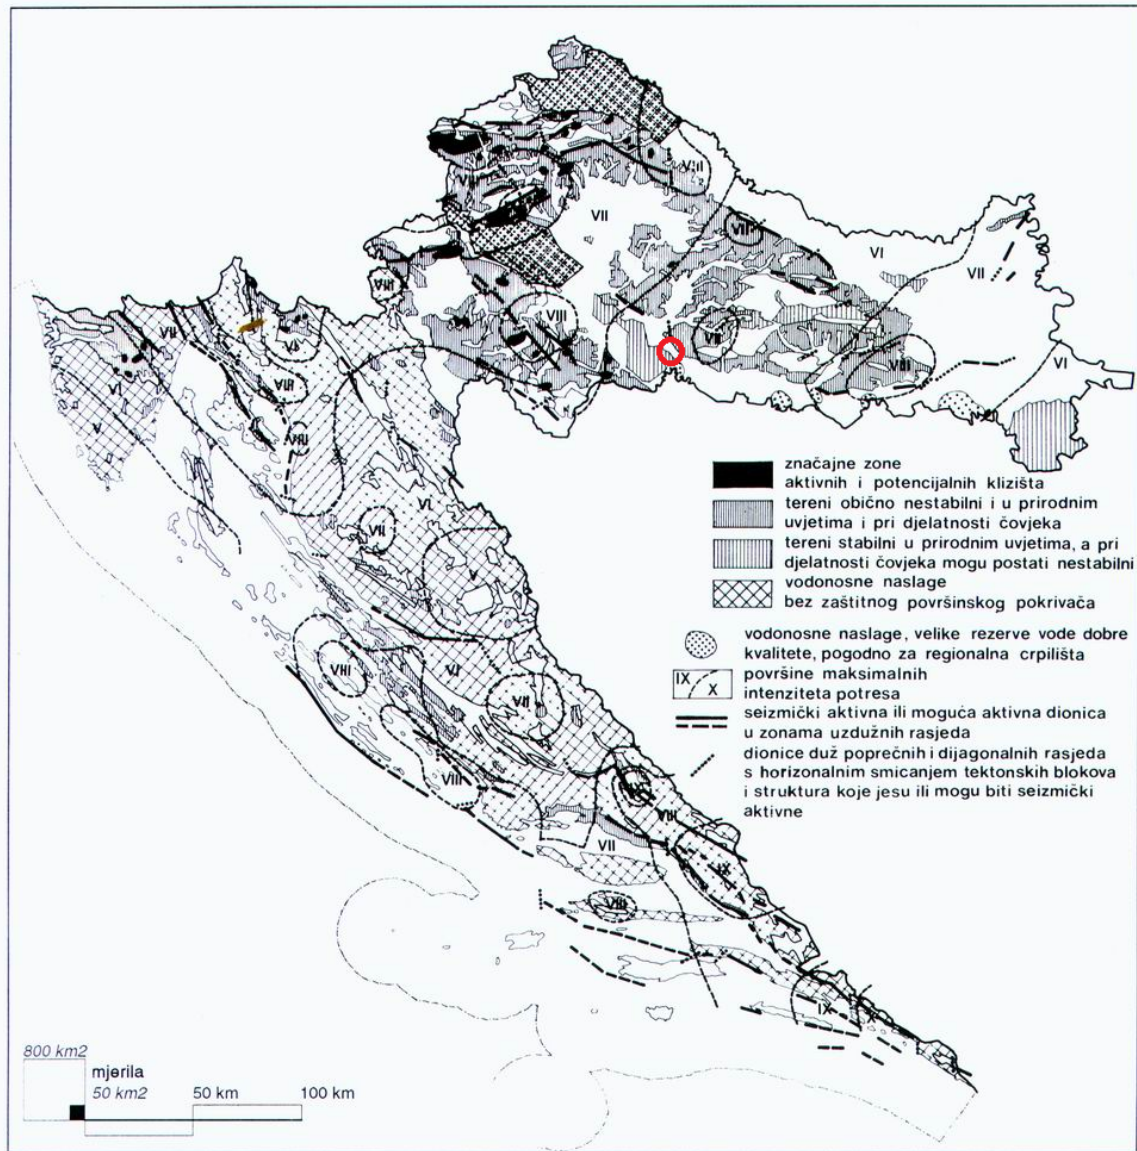 VIII
VII
VII
VI
VII
VIII
VIII
VII
VIII
VI
VII
VI
VIII
VI
V
VIII
VIII
VI
VII
V
VI
VIII
VII
VIII
IX
VIII
VII
VIII
IX
X
značajne zone
aktivnih i potencijalnih klizišta
tereni obično nestabilni i u prirodnim
uvjetima i pri djelatnosti čovjeka
tereni stabilni u prirodnim uvjetima, a pri
djelatnosti čovjeka mogu postati nestabilni
vodonosne naslage
bez zaštitnog površinskog pokrivača
vodonosne naslage, velike rezerve vode dobre
kvalitete, pogodno za regionalna crpilišta
IX
X
površine maksimalnih
intenziteta potresa
seizmički aktivna ili moguća aktivna dionica
u zonama uzdužnih rasjeda
dionice duž poprečnih i dijagonalnih rasjeda
s horizonalnim smicanjem tektonskih blokova
i struktura koje jesu ili mogu biti seizmički
aktivne
800 km2
mjerila
50 km2
50 km
100 km